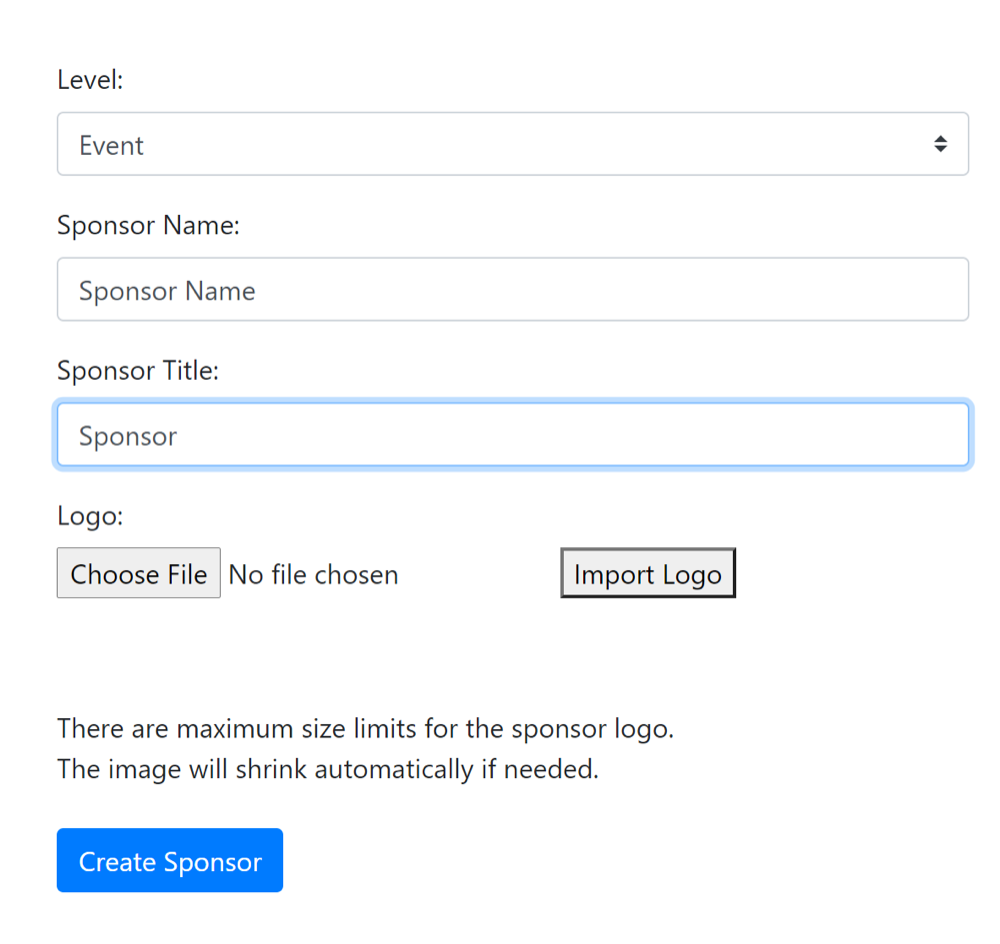 Level:
Event
Sponsor Name:
Sponsor Name
Sponsor Title:
Sponsor
Logo:
Choose File No file chosen Import Logo
There are maximum size limits for the sponsor logo.
The image will shrink automatically if needed.
Create Sponsor